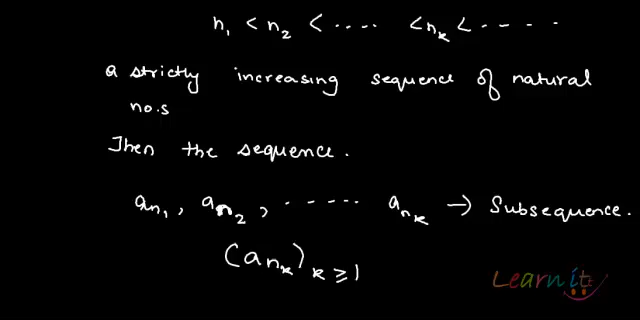 n₁ < n₂ < ..... < nₖ < .....
a strictly increasing sequence of natural
no.s
Then the sequence.
aₙ₁, aₙ₂, ...... aₙₖ → Subsequence.
(aₙₖ)ₖ≥₁
Learnit